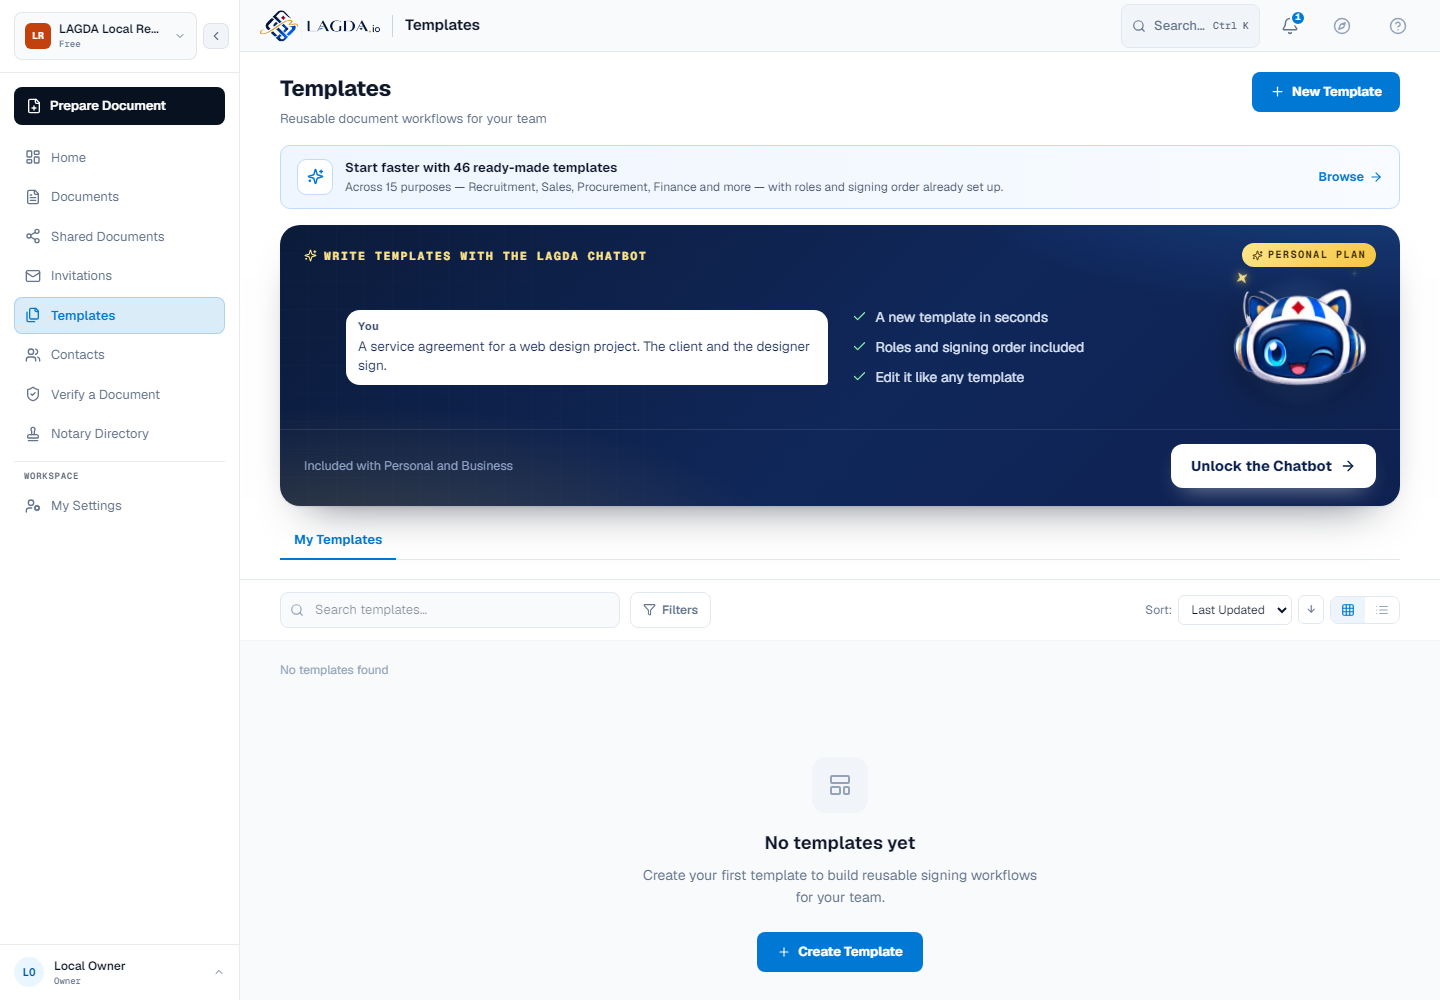 LR
LAGDA Local Re...
Free
Prepare Document
Home
Documents
Shared Documents
Invitations
Templates
Contacts
Verify a Document
Notary Directory
WORKSPACE
My Settings
LO
Local Owner
Owner
LAGDA.io
Templates
Search...
Ctrl K
1
Templates
Reusable document workflows for your team
New Template
Start faster with 46 ready-made templates
Across 15 purposes — Recruitment, Sales, Procurement, Finance and more — with roles and signing order already set up.
Browse
WRITE TEMPLATES WITH THE LAGDA CHATBOT
PERSONAL PLAN
You
A service agreement for a web design project. The client and the designer
sign.
A new template in seconds
Roles and signing order included
Edit it like any template
Included with Personal and Business
Unlock the Chatbot
My Templates
Search templates...
Filters
Sort:
Last Updated
No templates found
No templates yet
Create your first template to build reusable signing workflows
for your team.
Create Template